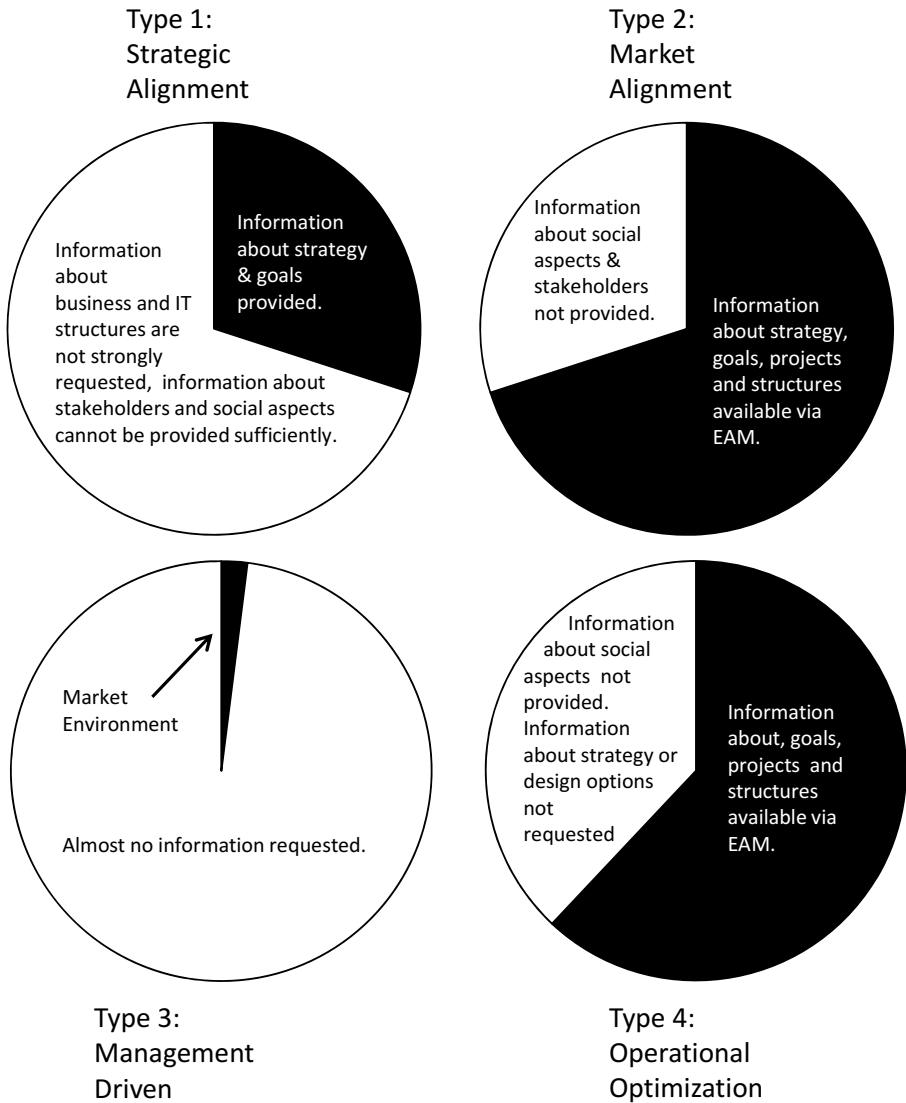 Type 1:
Strategic
Alignment
Information
about
business and IT
structures are
not strongly
requested,  information about
stakeholders and social aspects
cannot be provided sufficiently.
Information
about strategy
& goals
provided.
Type 2:
Market
Alignment
Information
about social
aspects &
stakeholders
not provided.
Information
about strategy,
goals, projects
and structures
available via
EAM.
Market
Environment
Almost no information requested.
Type 3:
Management
Driven
Information
about social
aspects  not
provided.
Information
about strategy or
design options
not
requested
Information
about, goals,
projects  and
structures
available via
EAM.
Type 4:
Operational
Optimization